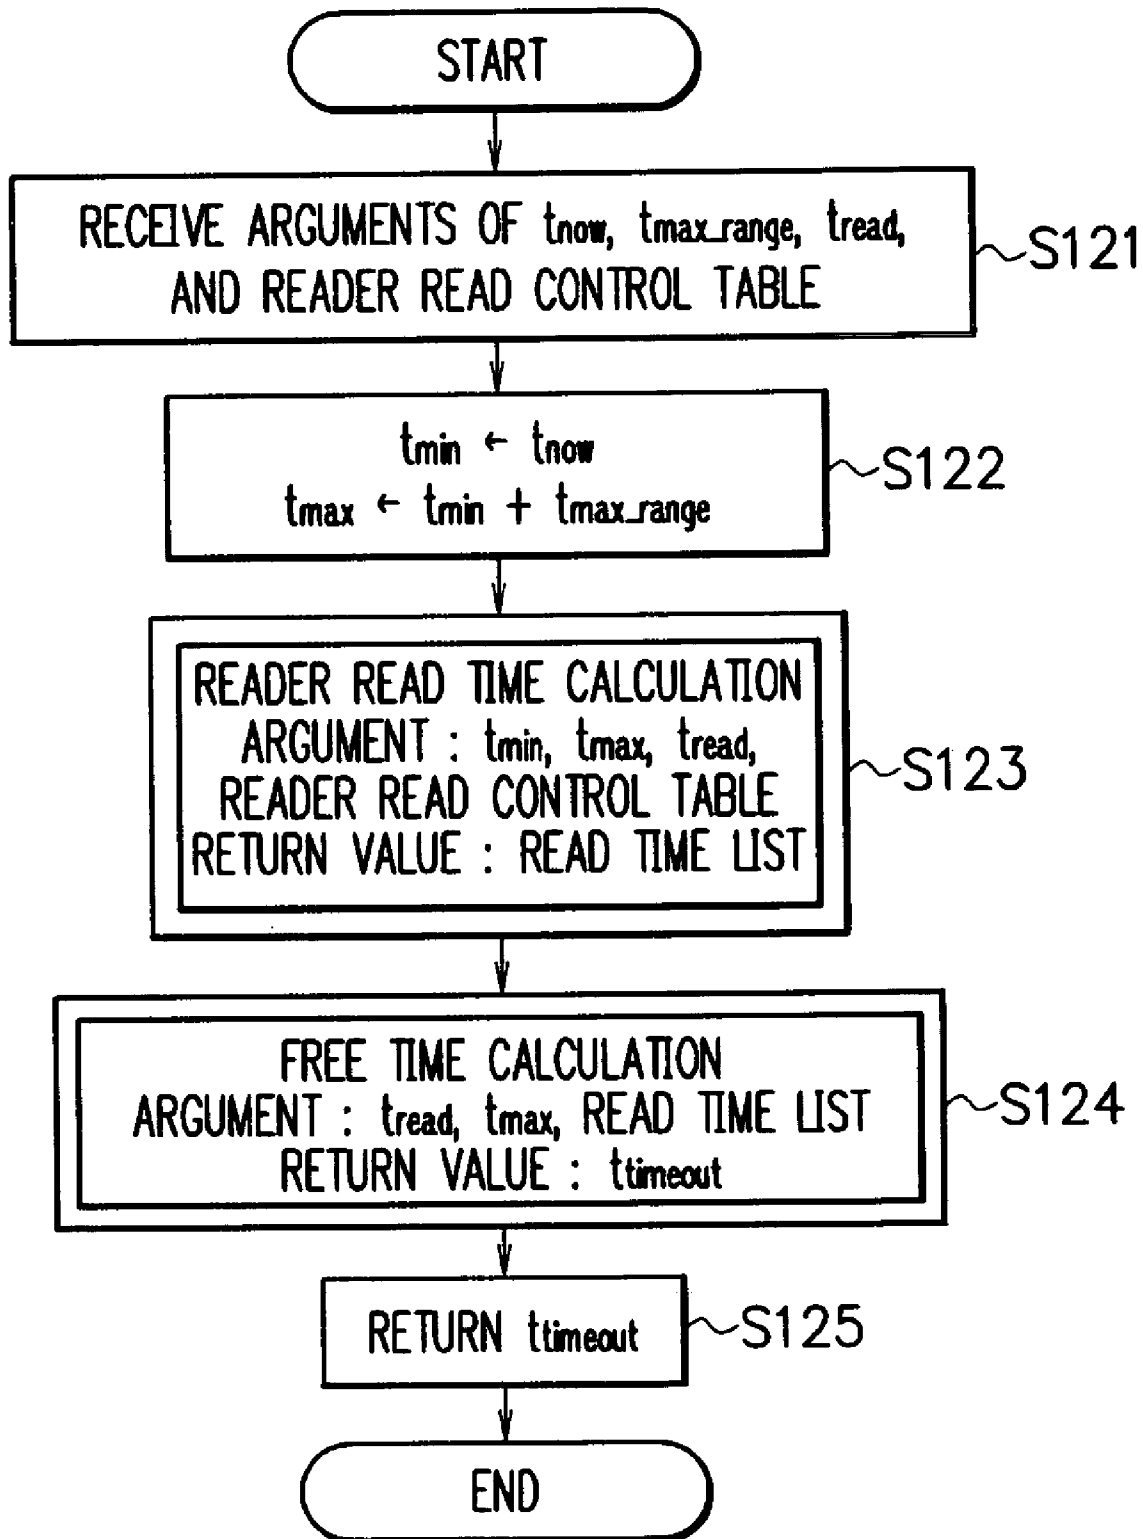 START
RECEIVE ARGUMENTS OF tnow, tmax_range, tread,
AND READER READ CONTROL TABLE
S121
tmin ← tnow
tmax ← tmin + tmax_range
S122
READER READ TIME CALCULATION
ARGUMENT : tmin, tmax, tread,
READER READ CONTROL TABLE
RETURN VALUE : READ TIME LIST
S123
FREE TIME CALCULATION
ARGUMENT : tread, tmax, READ TIME LIST
RETURN VALUE : ttimeout
S124
RETURN ttimeout
S125
END